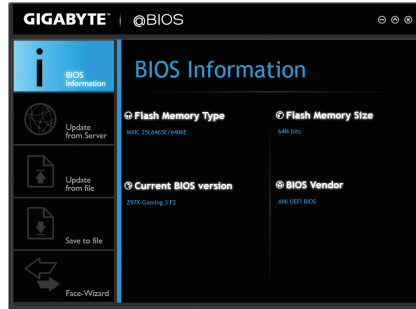 GIGABYTE™ @BIOS
BIOS Information
BIOS
Information
Update
from Server
Update
from file
Save to file
Face-Wizard
Flash Memory Type
MXIC 25L6465E/6406E
Flash Memory Size
64M bits
Current BIOS version
Z97X-Gaming 3 F2
BIOS Vendor
AMI UEFI BIOS